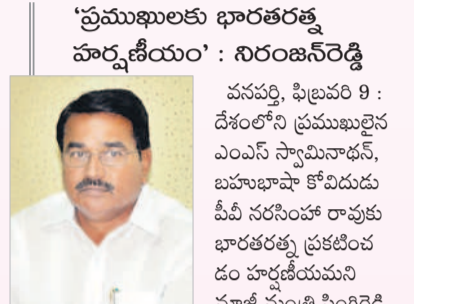 ‘ప్రముఖులకు భారతరత్న
హర్షణీయం’ : నిరంజన్‌రెడ్డి
వనపర్తి, ఫిబ్రవరి 9 :
దేశంలోని ప్రముఖులైన
ఎంఎస్ స్వామినాథన్,
బహుభాషా కోవిదుడు
పీవీ నరసింహా రావుకు
భారతరత్న ప్రకటించ
డం హర్షణీయమని
మాజీ మంత్రి సింగిరెడ్డి